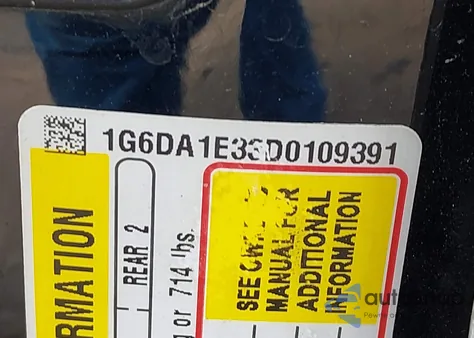 1G6DA1E33D0109391
RMATION
REAR 2
g or 714 lbs.
SEE
MANUAL FOR
ADDITIONAL
INFORMATION